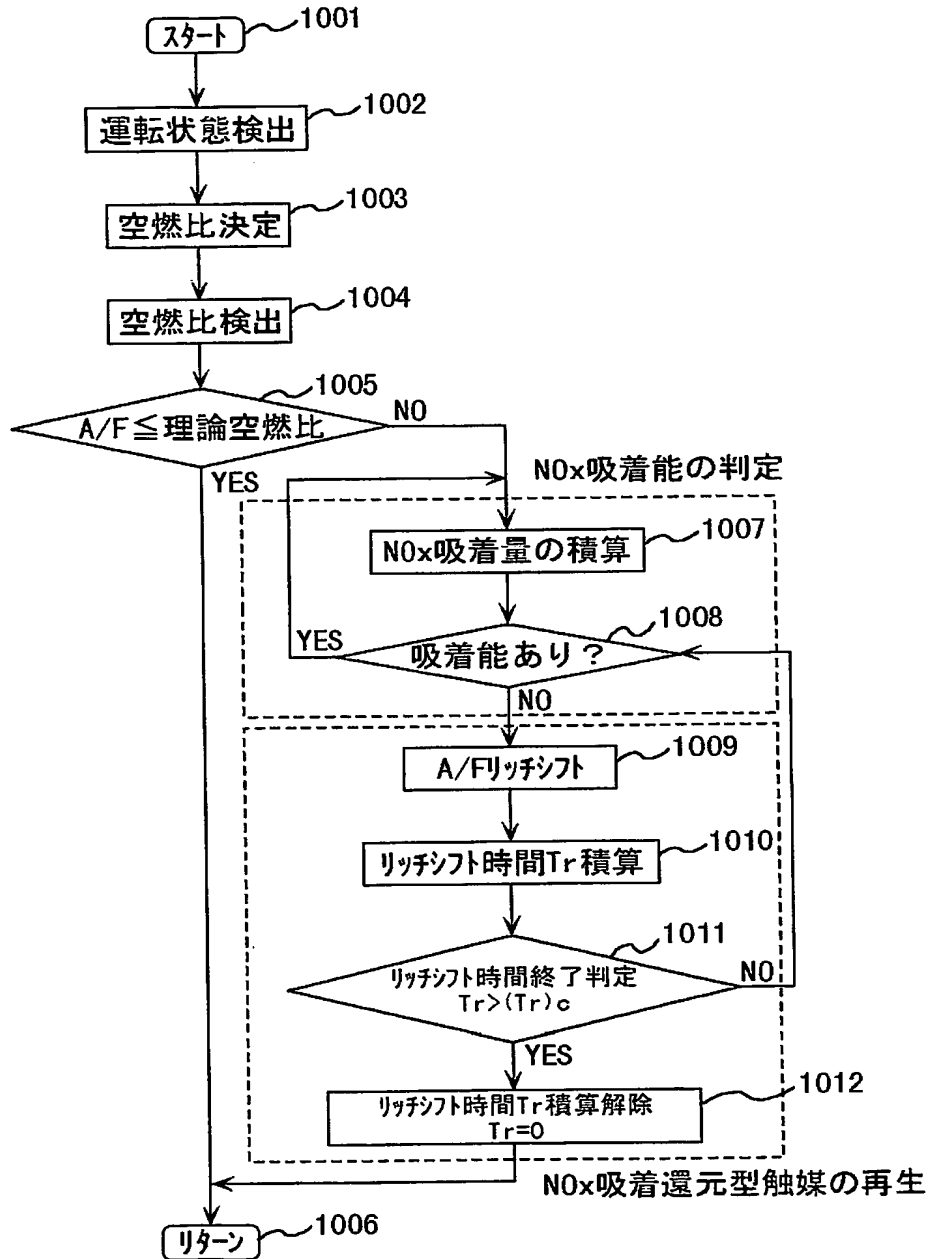 スタート
1001
運転状態検出
1002
空燃比決定
1003
空燃比検出
1004
A/F≦理論空燃比
1005
NO
YES
NOx吸着能の判定
NOx吸着量の積算
1007
吸着能あり？
1008
YES
NO
A/Fリッチシフト
1009
リッチシフト時間Tr積算
1010
リッチシフト時間終了判定
Tr>(Tr)c
1011
NO
YES
リッチシフト時間Tr積算解除
Tr=0
1012
NOx吸着還元型触媒の再生
リターン
1006